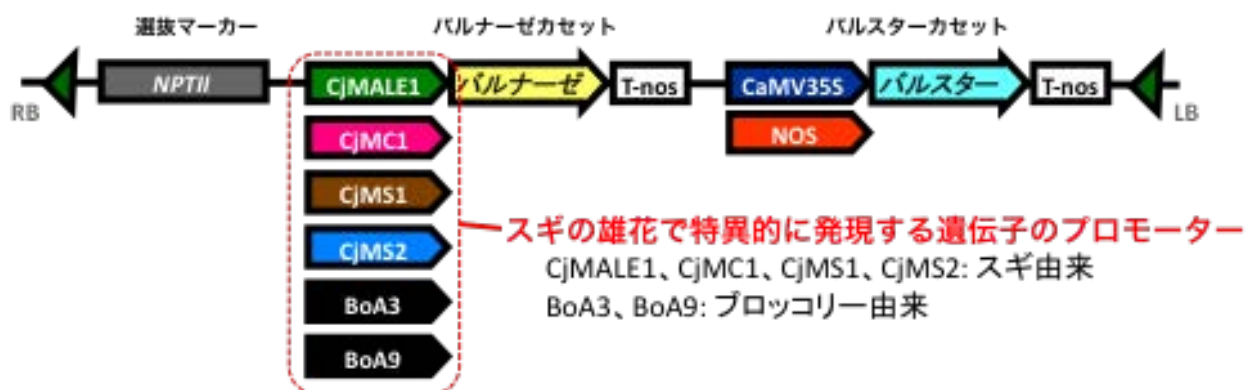 選抜マーカー
バルナーゼカセット
バルスターカセット
RB
NPTII
CjMALE1
バルナーゼ
T-nos
CaMV35S
バルスター
T-nos
LB
CjMC1
NOS
CjMS1
CjMS2
スギの雄花で特異的に発現する遺伝子のプロモーター
CjMALE1、CjMC1、CjMS1、CjMS2: スギ由来
BoA3
BoA3、BoA9: ブロッコリー由来
BoA9